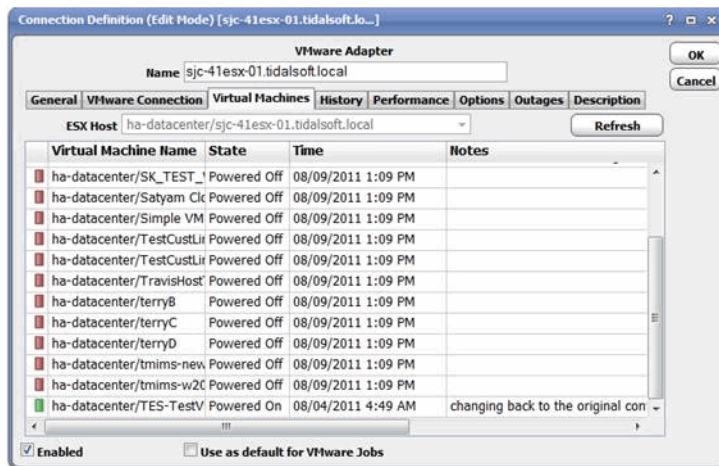 Connection Definition (Edit Mode) [sjc-41esx-01.tidalsoft.lo...]
VMware Adapter
OK
Name sjc-41esx-01.tidalsoft.local
Cancel
General VMware Connection Virtual Machines History Performance Options Outages Description
ESX Host ha-datacenter/sjc-41esx-01.tidalsoft.local Refresh
Virtual Machine Name State Time Notes
ha-datacenter/SK_TEST_ Powered Off 08/09/2011 1:09 PM
ha-datacenter/Satyam Clo Powered Off 08/09/2011 1:09 PM
ha-datacenter/Simple VM Powered Off 08/09/2011 1:09 PM
ha-datacenter/TestCustLin Powered Off 08/09/2011 1:09 PM
ha-datacenter/TestCustLin Powered Off 08/09/2011 1:09 PM
ha-datacenter/TravisHost Powered Off 08/09/2011 1:09 PM
ha-datacenter/terryB Powered Off 08/09/2011 1:09 PM
ha-datacenter/terryC Powered Off 08/09/2011 1:09 PM
ha-datacenter/terryD Powered Off 08/09/2011 1:09 PM
ha-datacenter/tmims-new Powered Off 08/09/2011 1:09 PM
ha-datacenter/tmims-w20 Powered Off 08/09/2011 1:09 PM
ha-datacenter/TES-TestV Powered On 08/04/2011 4:49 AM changing back to the original con
Enabled Use as default for VMware Jobs